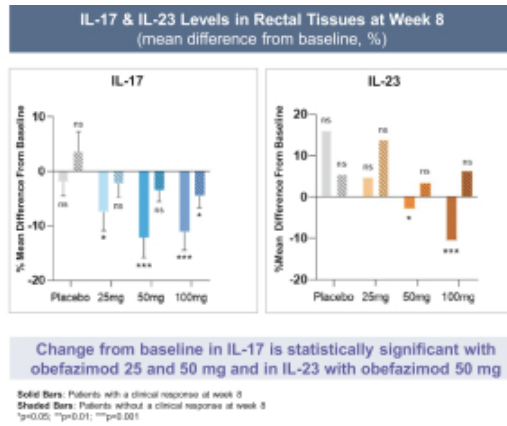 IL-17 & IL-23 Levels in Rectal Tissues at Week 8
(mean difference from baseline, %)
IL-17
% Mean Difference From Baseline
10
0
-10
-20
ns
ns
*
ns
***
ns
***
*
Placebo 25mg 50mg 100mg
IL-23
%Mean Difference From Baseline
20
10
0
-10
-20
ns
ns
ns
ns
*
ns
***
ns
Placebo 25mg 50mg 100mg
Change from baseline in IL-17 is statistically significant with
obefazimod 25 and 50 mg and in IL-23 with obefazimod 50 mg
Solid Bars: Patients with a clinical response at week 8
Shaded Bars: Patients without a clinical response at week 8
*p=0.05; **p=0.01; ***p=0.001